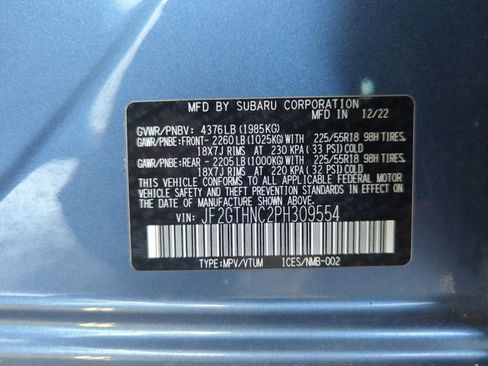 MFD BY SUBARU CORPORATION
IN 12/22
GVWR/PNBV: 4376LB (1985KG)
GAWR/PNBE:FRONT- 2260LB (1025KG)WITH 225/55R18 98H TIRES,
18X7J RIMS AT 230 KPA (33 PSI)COLD
GAWR/PNBE:REAR - 2205LB (1000KG)WITH 225/55R18 98H TIRES,
18X7J RIMS AT 220 KPA (32 PSI)COLD
THIS VEHICLE CONFORMS TO ALL APPLICABLE FEDERAL MOTOR
VEHICLE SAFETY AND THEFT PREVENTION STANDARDS IN EFFECT ON
THE DATE OF MANUFACTURE SHOWN ABOVE.
VIN: JF2GTHNC2PH309554
TYPE:MPV/VTUM ICES/NMB-002